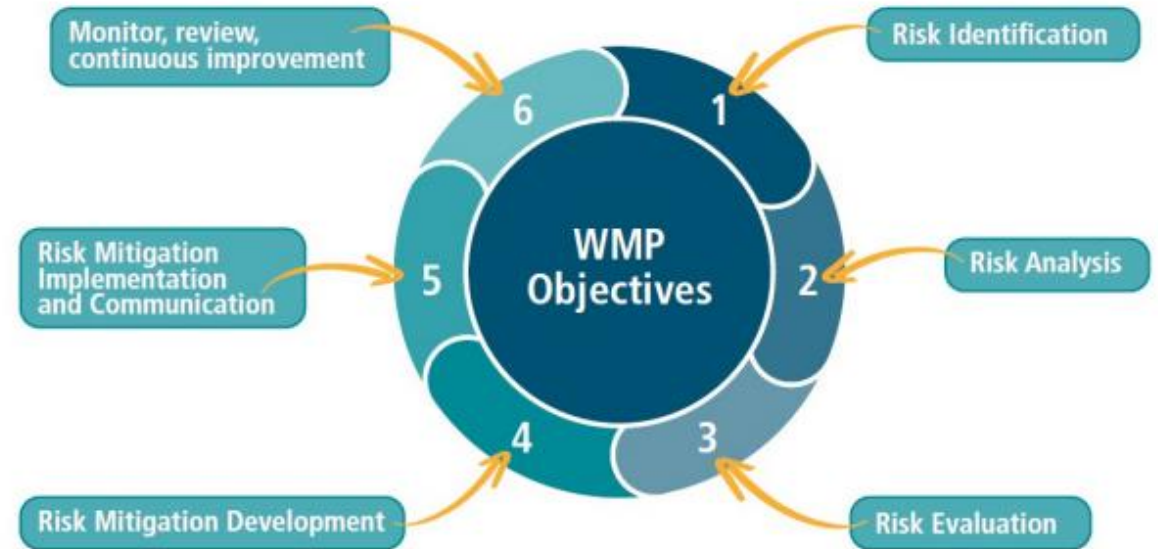 Monitor, review,
continuous improvement
Risk Identification
6
1
Risk Mitigation
Implementation
and Communication
5
WMP
Objectives
2
Risk Analysis
4
3
Risk Mitigation Development
Risk Evaluation